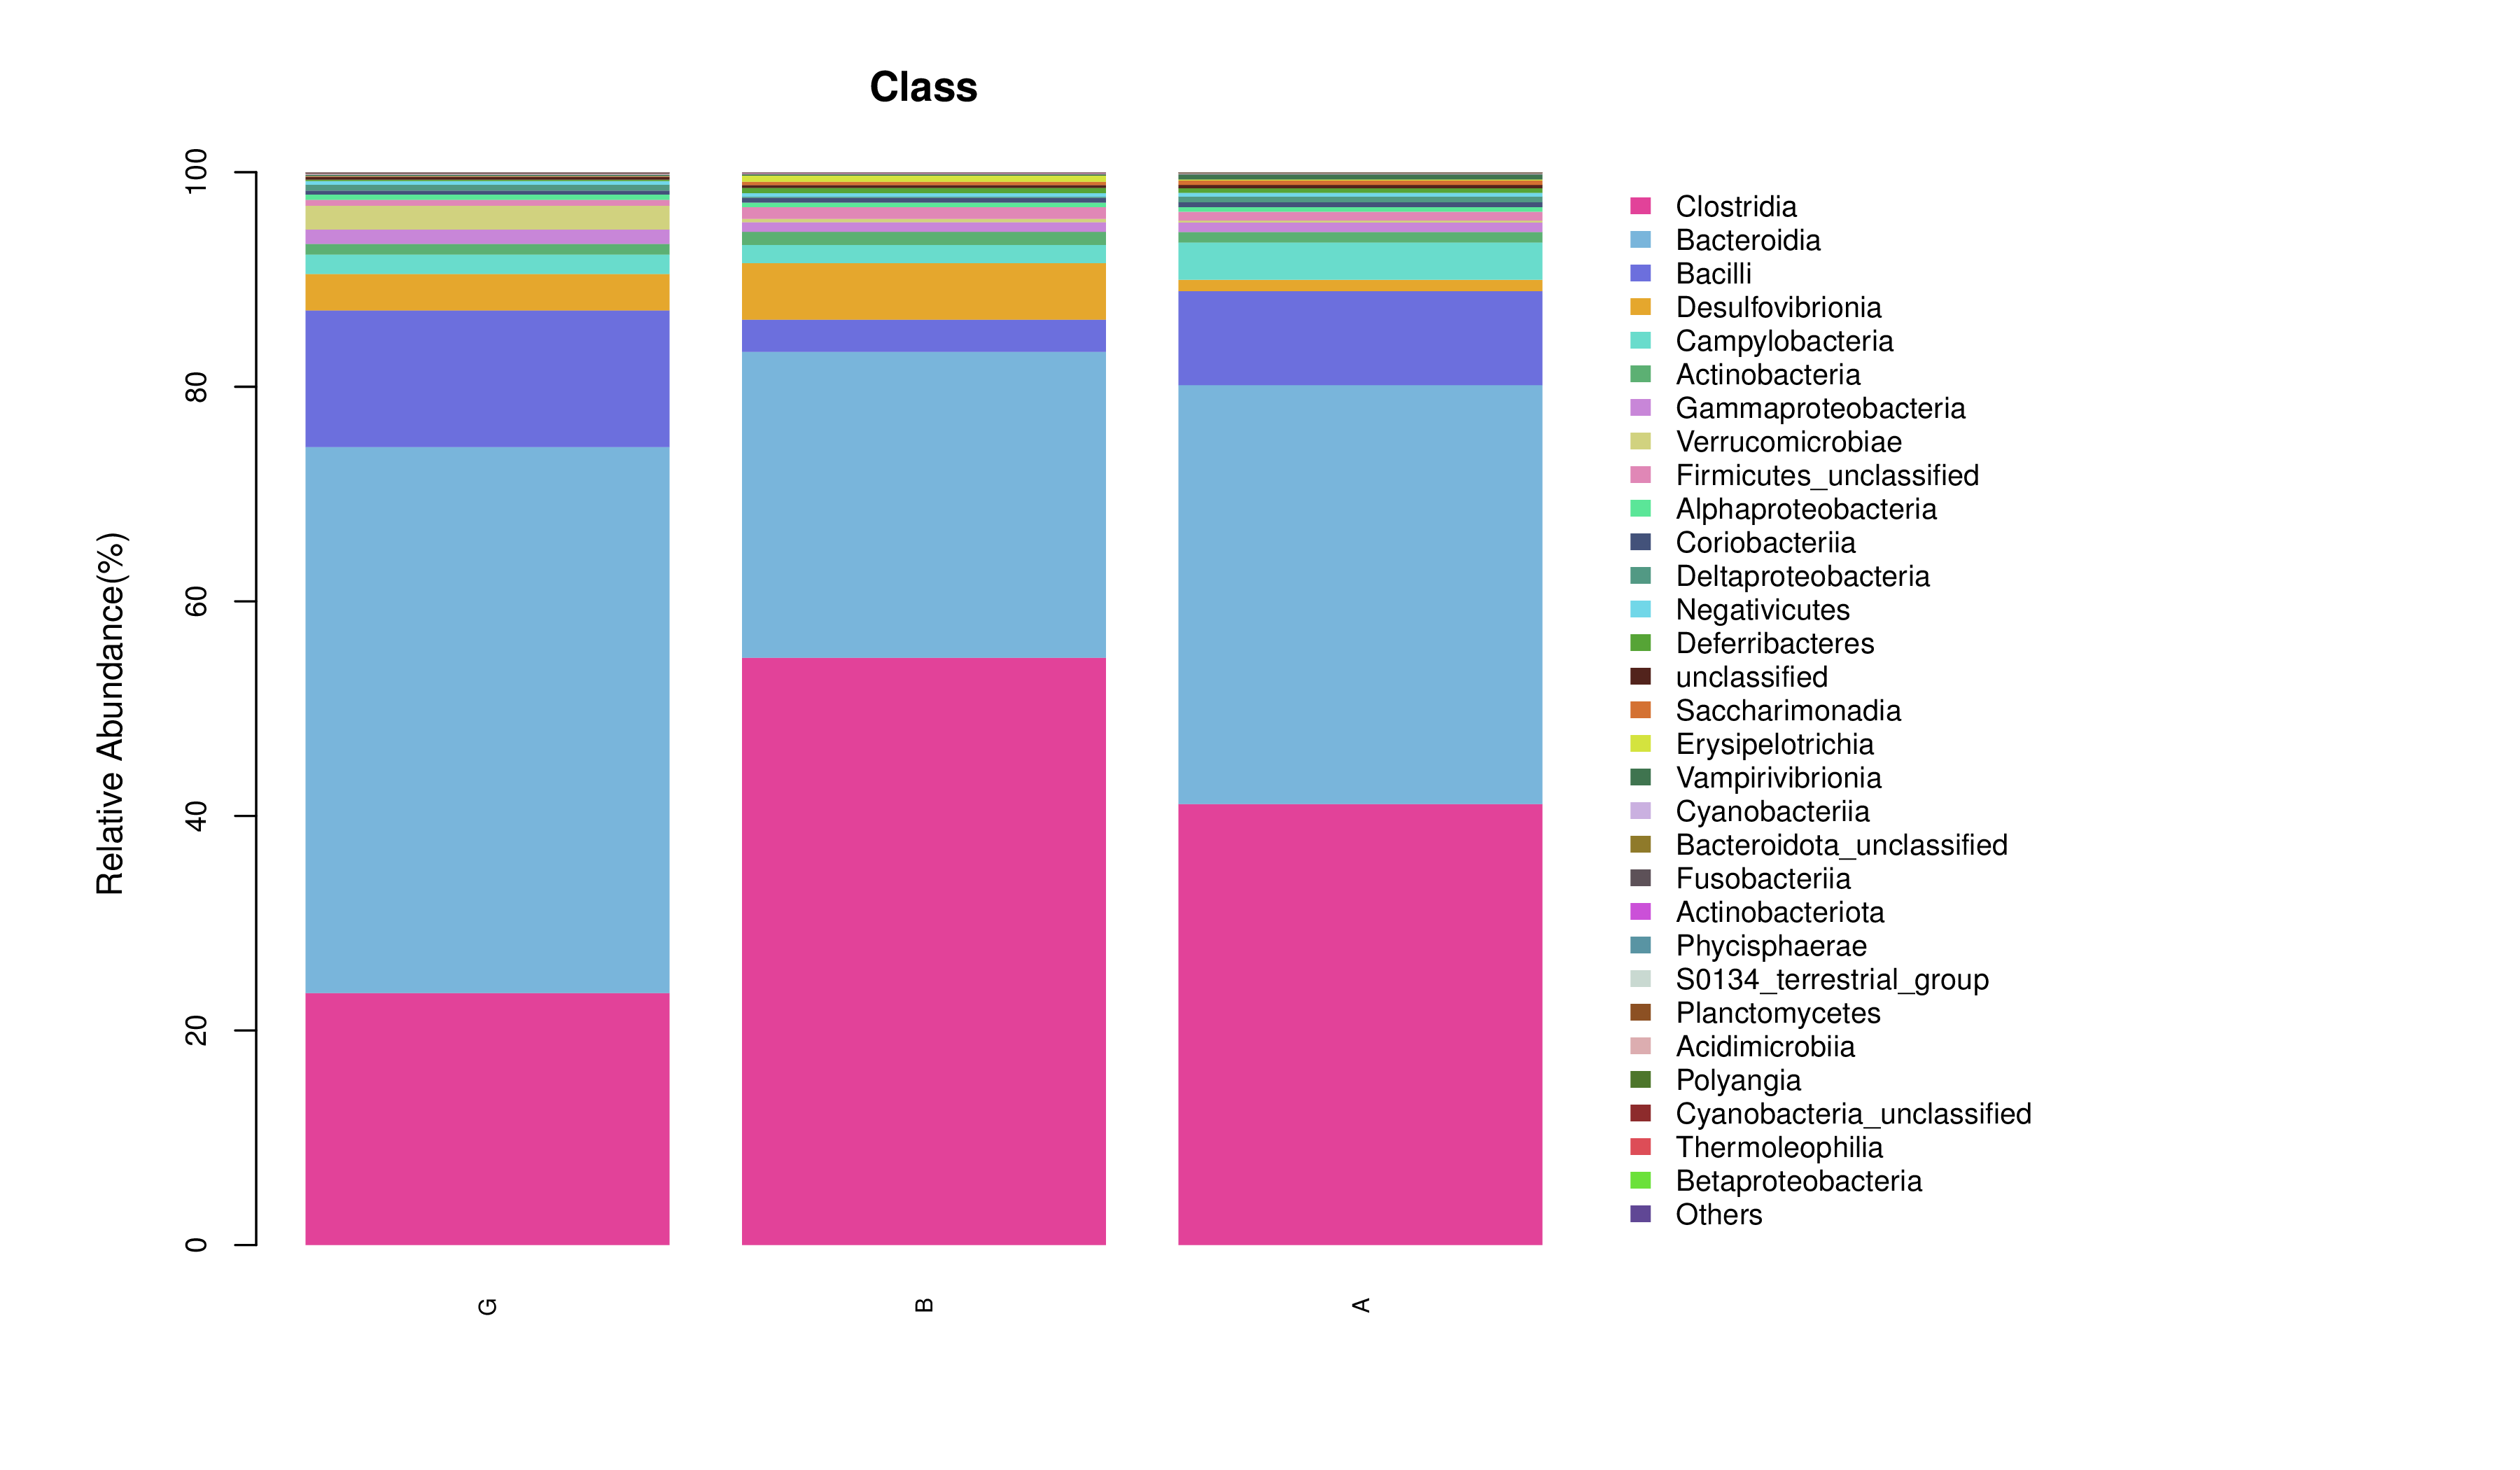 Class
Relative Abundance(%)
100
80
60
40
20
0
G
B
A
Clostridia
Bacteroidia
Bacilli
Desulfovibrionia
Campylobacteria
Actinobacteria
Gammaproteobacteria
Verrucomicrobiae
Firmicutes_unclassified
Alphaproteobacteria
Coriobacteriia
Deltaproteobacteria
Negativicutes
Deferribacteres
unclassified
Saccharimonadia
Erysipelotrichia
Vampirivibrionia
Cyanobacteriia
Bacteroidota_unclassified
Fusobacteriia
Actinobacteriota
Phycisphaerae
S0134_terrestrial_group
Planctomycetes
Acidimicrobiia
Polyangia
Cyanobacteria_unclassified
Thermoleophilia
Betaproteobacteria
Others